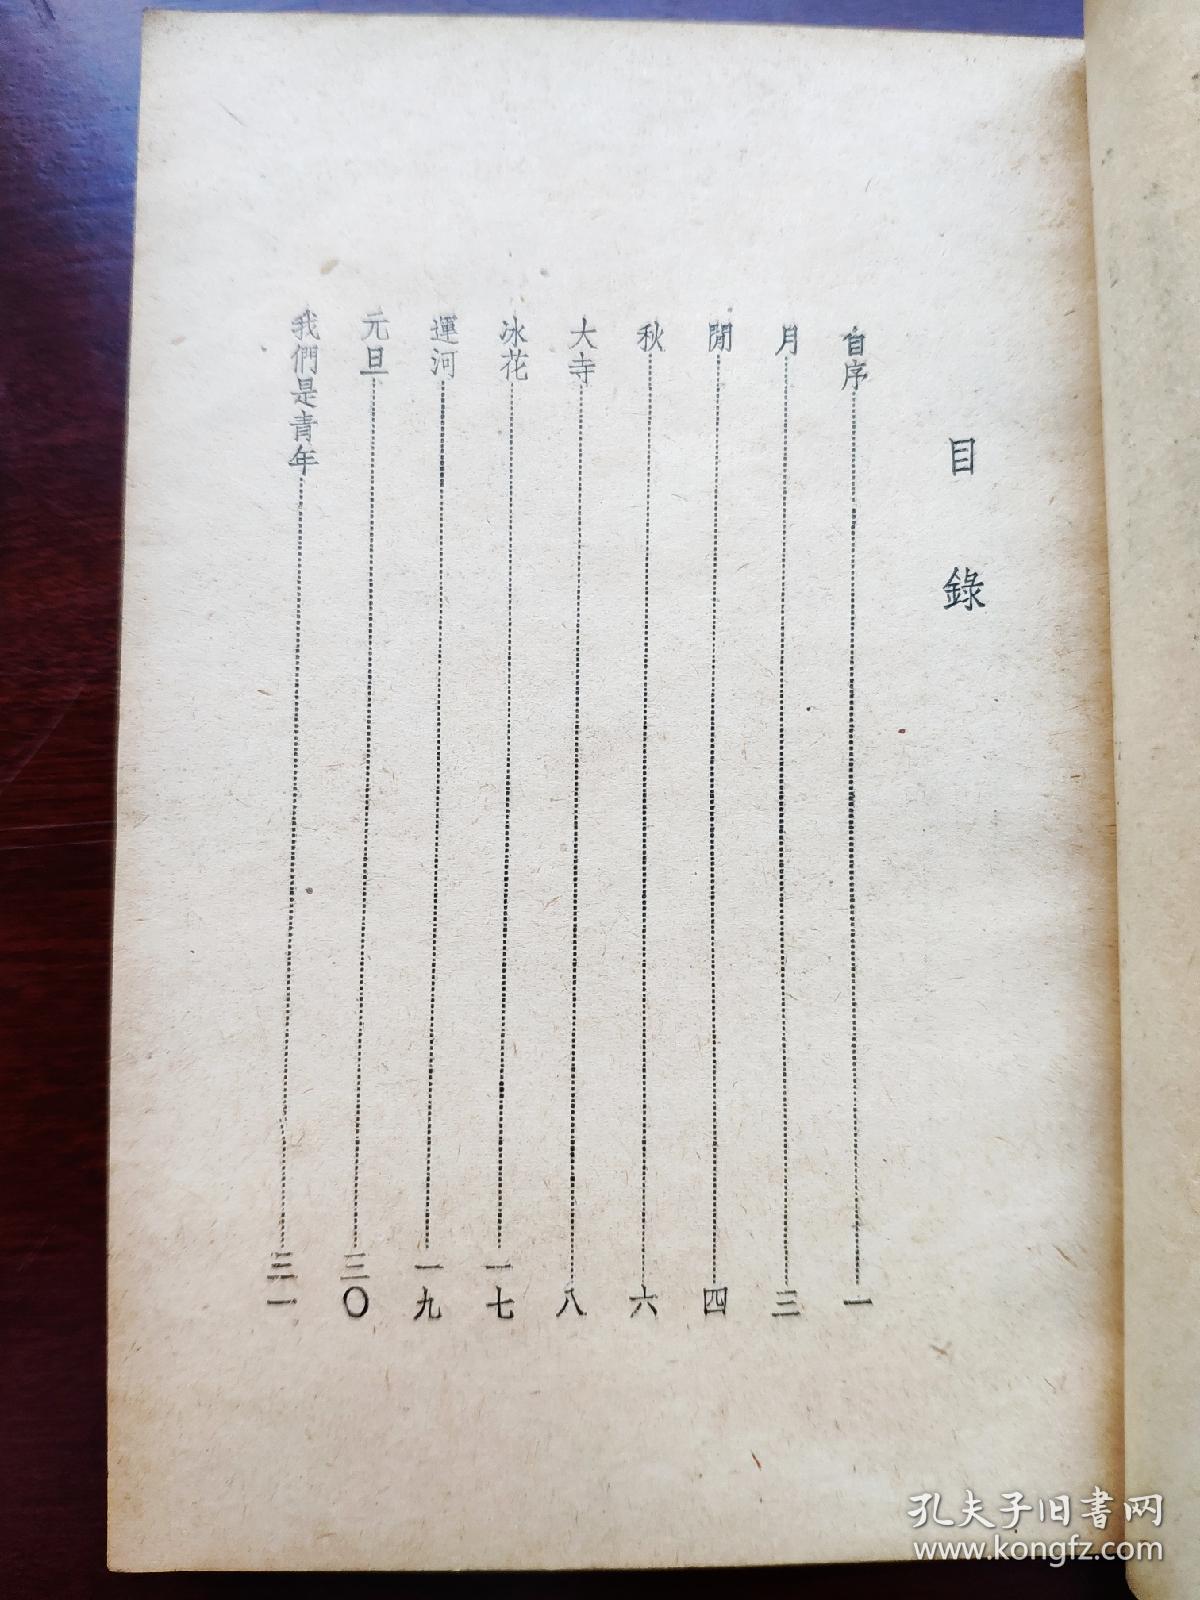 目錄
自序 一
月 三
閒 四
秋 六
大寺 八
冰花 一七
運河 一九
元旦 三〇
我們是青年 三一
孔夫子旧書网
www.kongfz.com